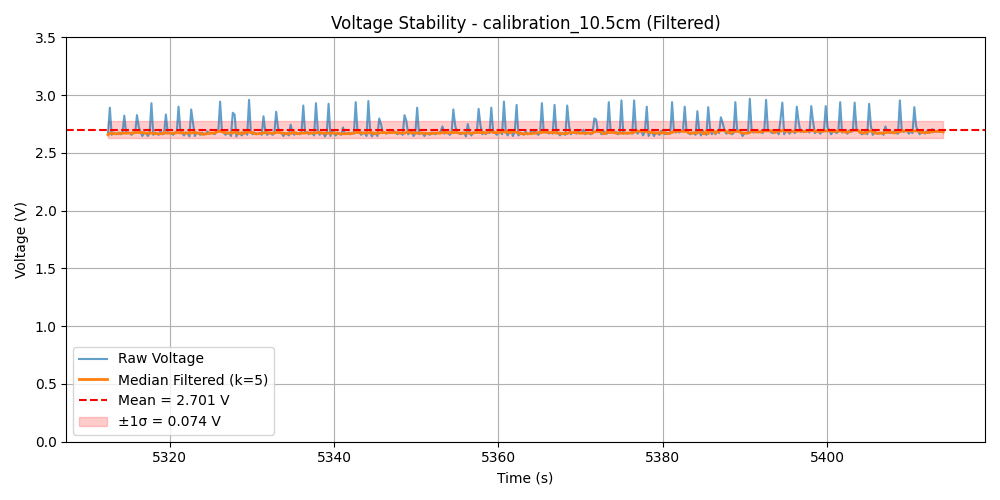 Voltage Stability - calibration_10.5cm (Filtered)
Voltage (V)
3.5
3.0
2.5
2.0
1.5
1.0
0.5
0.0
Raw Voltage
Median Filtered (k=5)
Mean = 2.701 V
±1σ = 0.074 V
5320 5340 5360 5380 5400
Time (s)